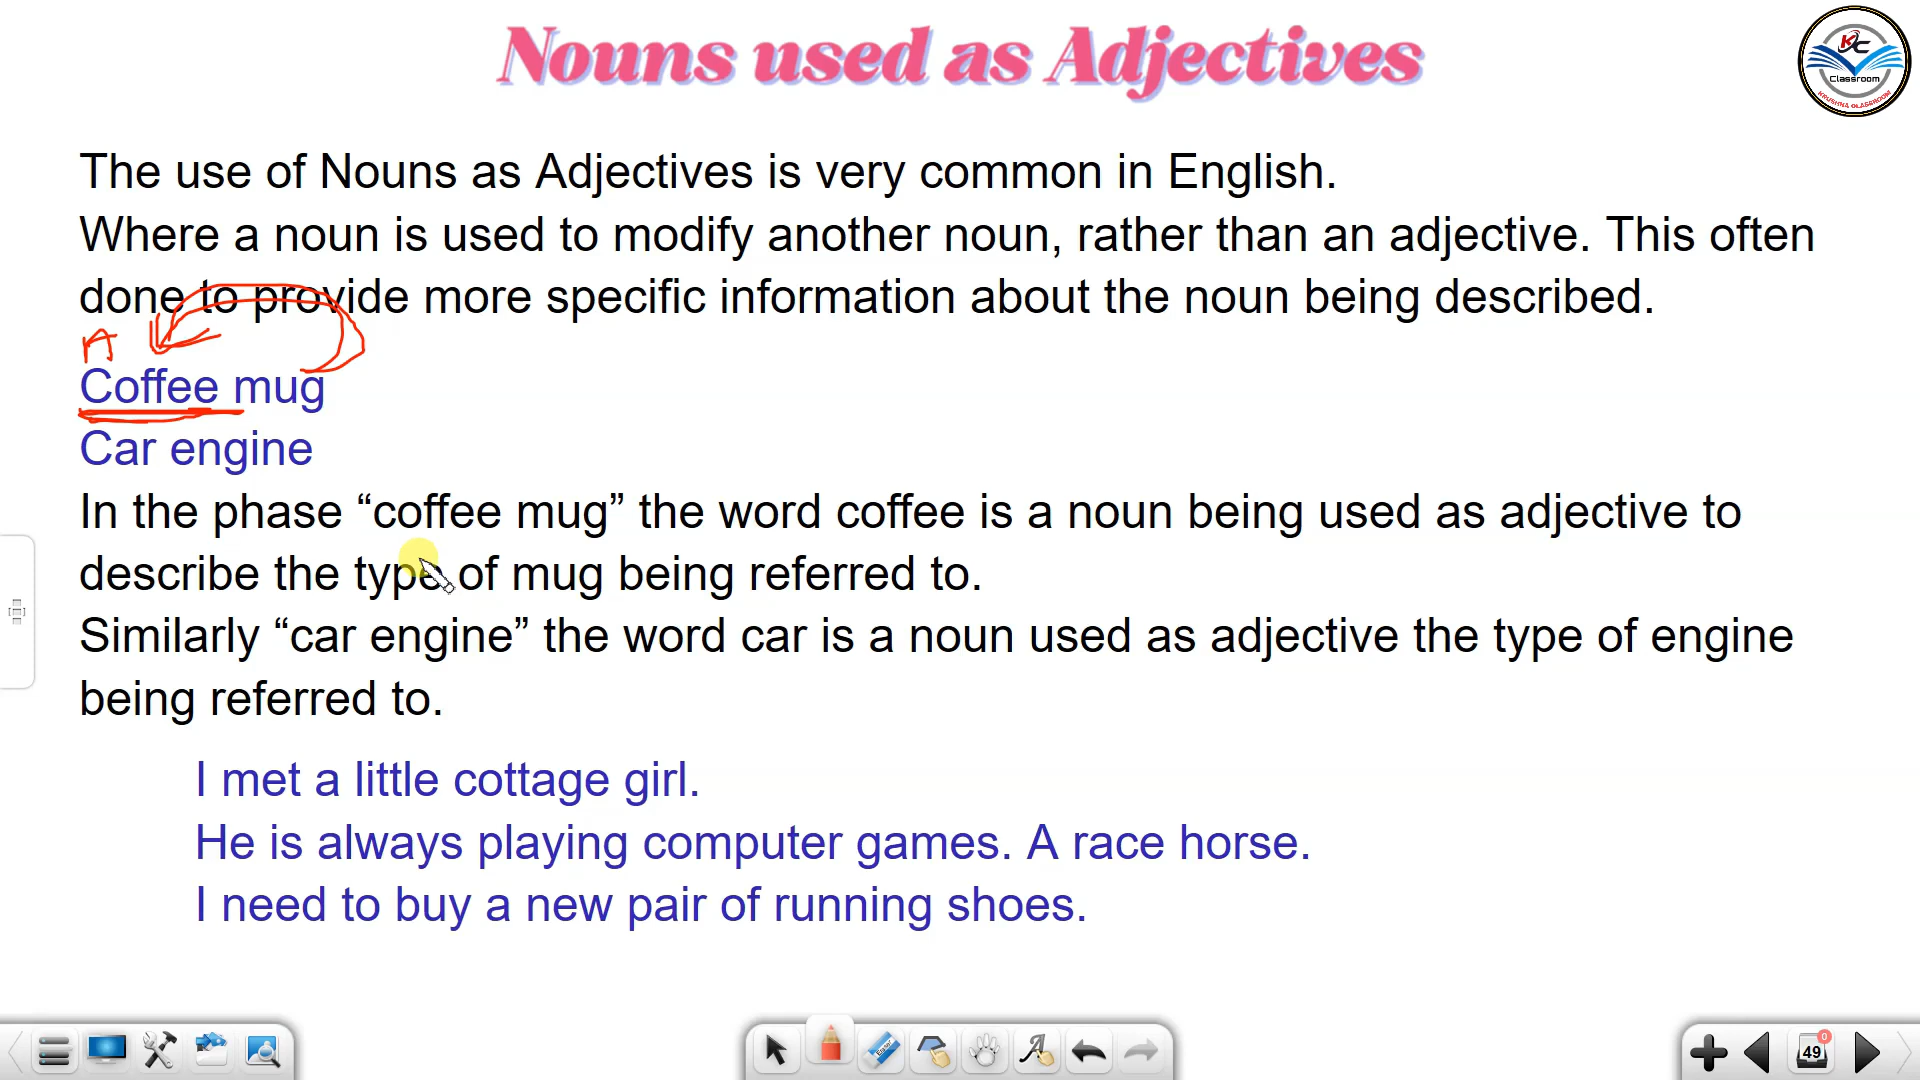 Nouns used as Adjectives
KC
Classroom
KRUSHNA CLASSROOM
The use of Nouns as Adjectives is very common in English.
Where a noun is used to modify another noun, rather than an adjective. This often
done to provide more specific information about the noun being described.
Coffee mug
Car engine
In the phase “coffee mug” the word coffee is a noun being used as adjective to
describe the type of mug being referred to.
Similarly “car engine” the word car is a noun used as adjective the type of engine
being referred to.
I met a little cottage girl.
He is always playing computer games. A race horse.
I need to buy a new pair of running shoes.
Eraser
A
49
0